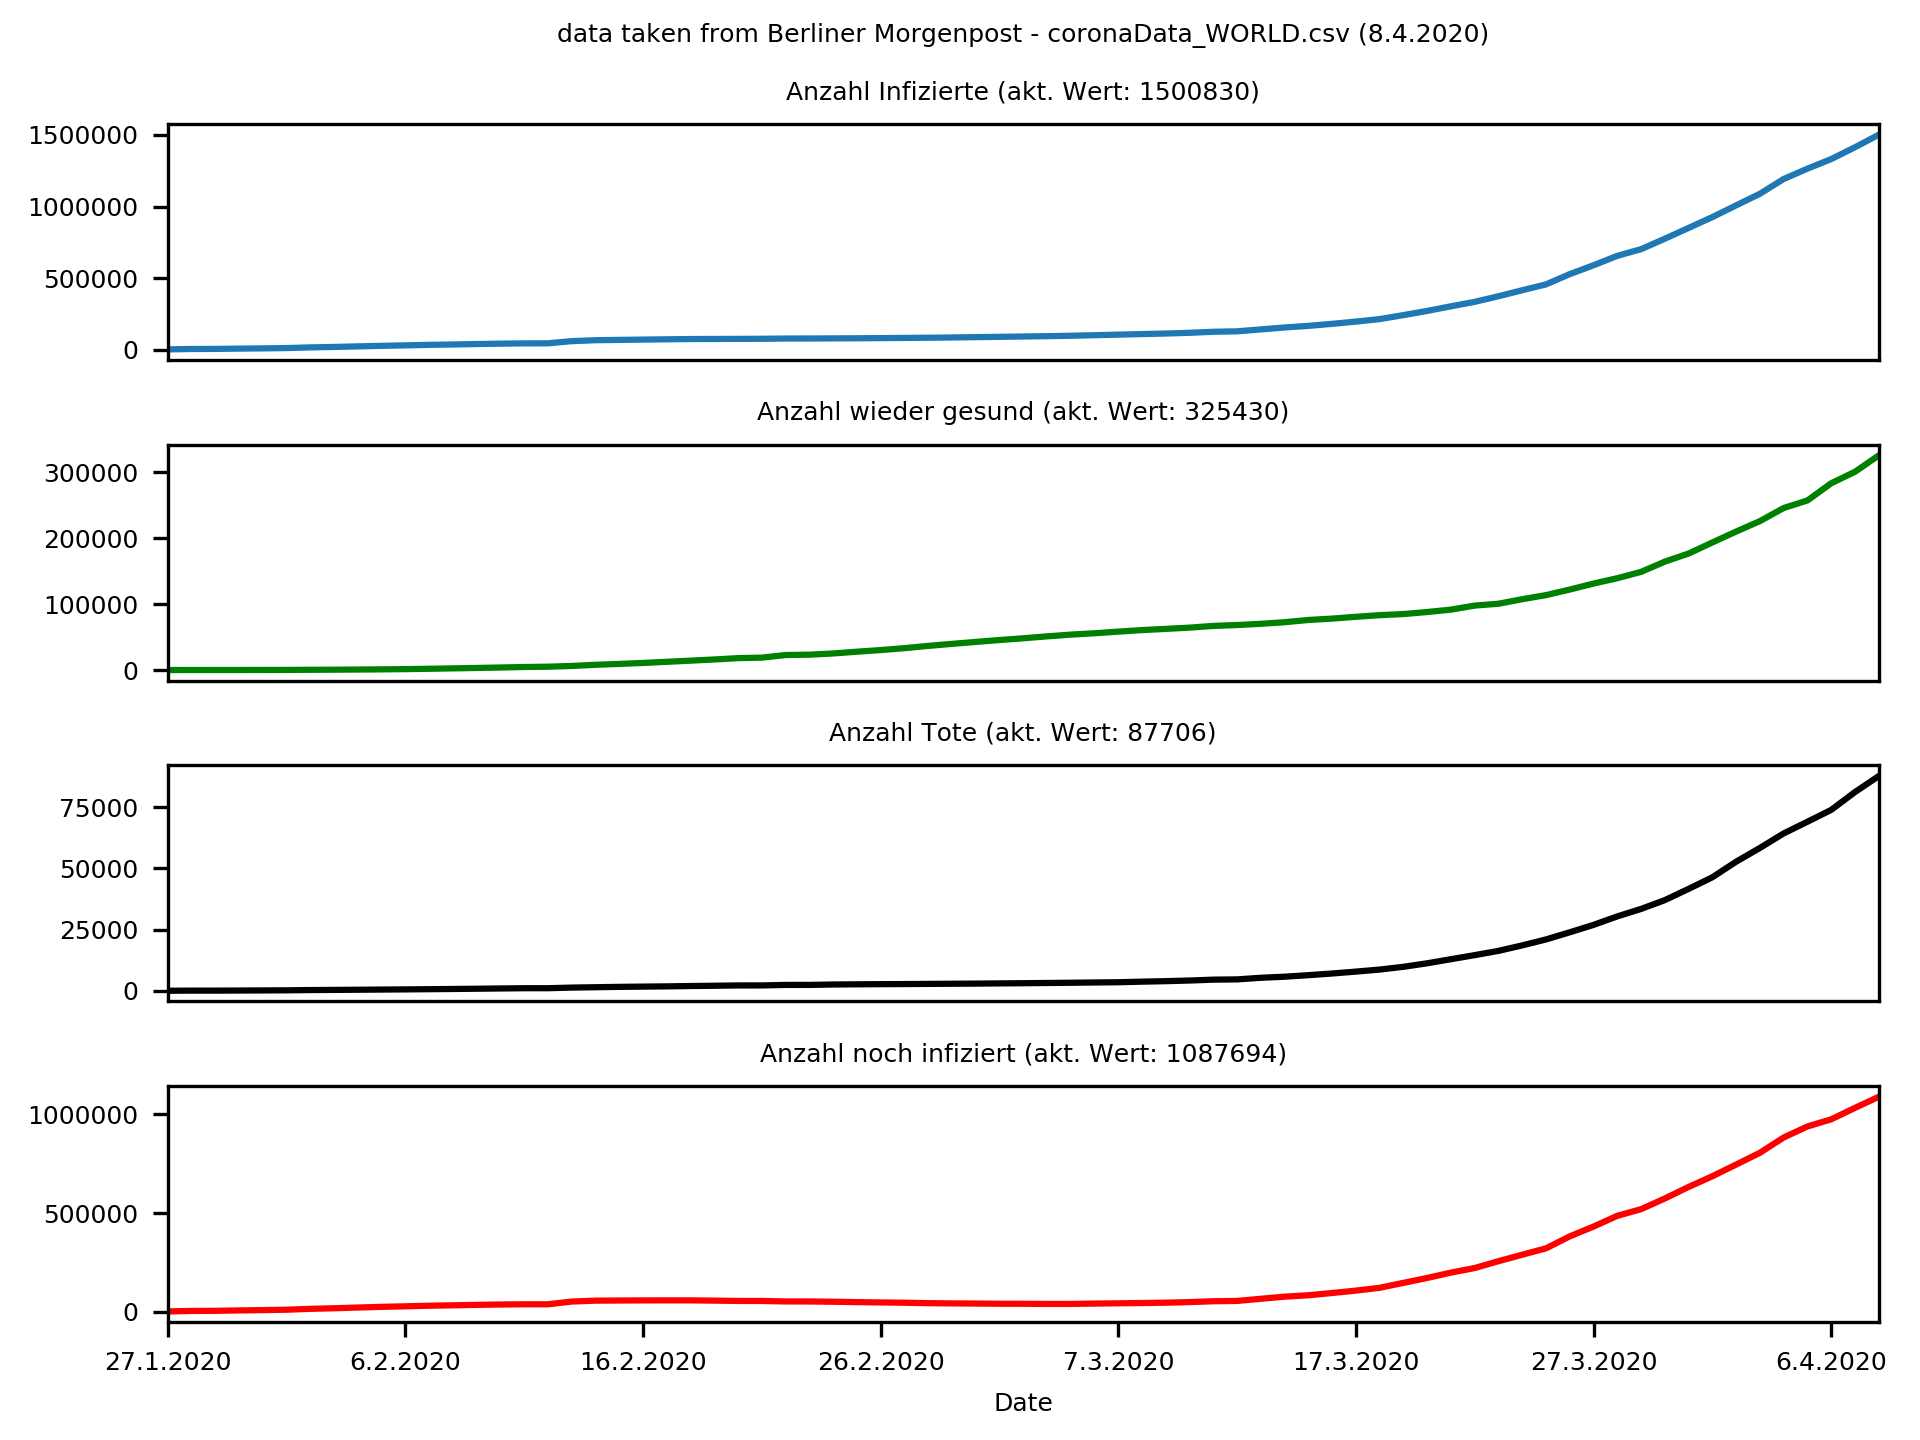 data taken from Berliner Morgenpost - coronaData_WORLD.csv (8.4.2020)
Anzahl Infizierte (akt. Wert: 1500830)
1500000
1000000
500000
0
Anzahl wieder gesund (akt. Wert: 325430)
300000
200000
100000
0
Anzahl Tote (akt. Wert: 87706)
75000
50000
25000
0
Anzahl noch infiziert (akt. Wert: 1087694)
1000000
500000
0
27.1.2020 6.2.2020 16.2.2020 26.2.2020 7.3.2020 17.3.2020 27.3.2020 6.4.2020
Date